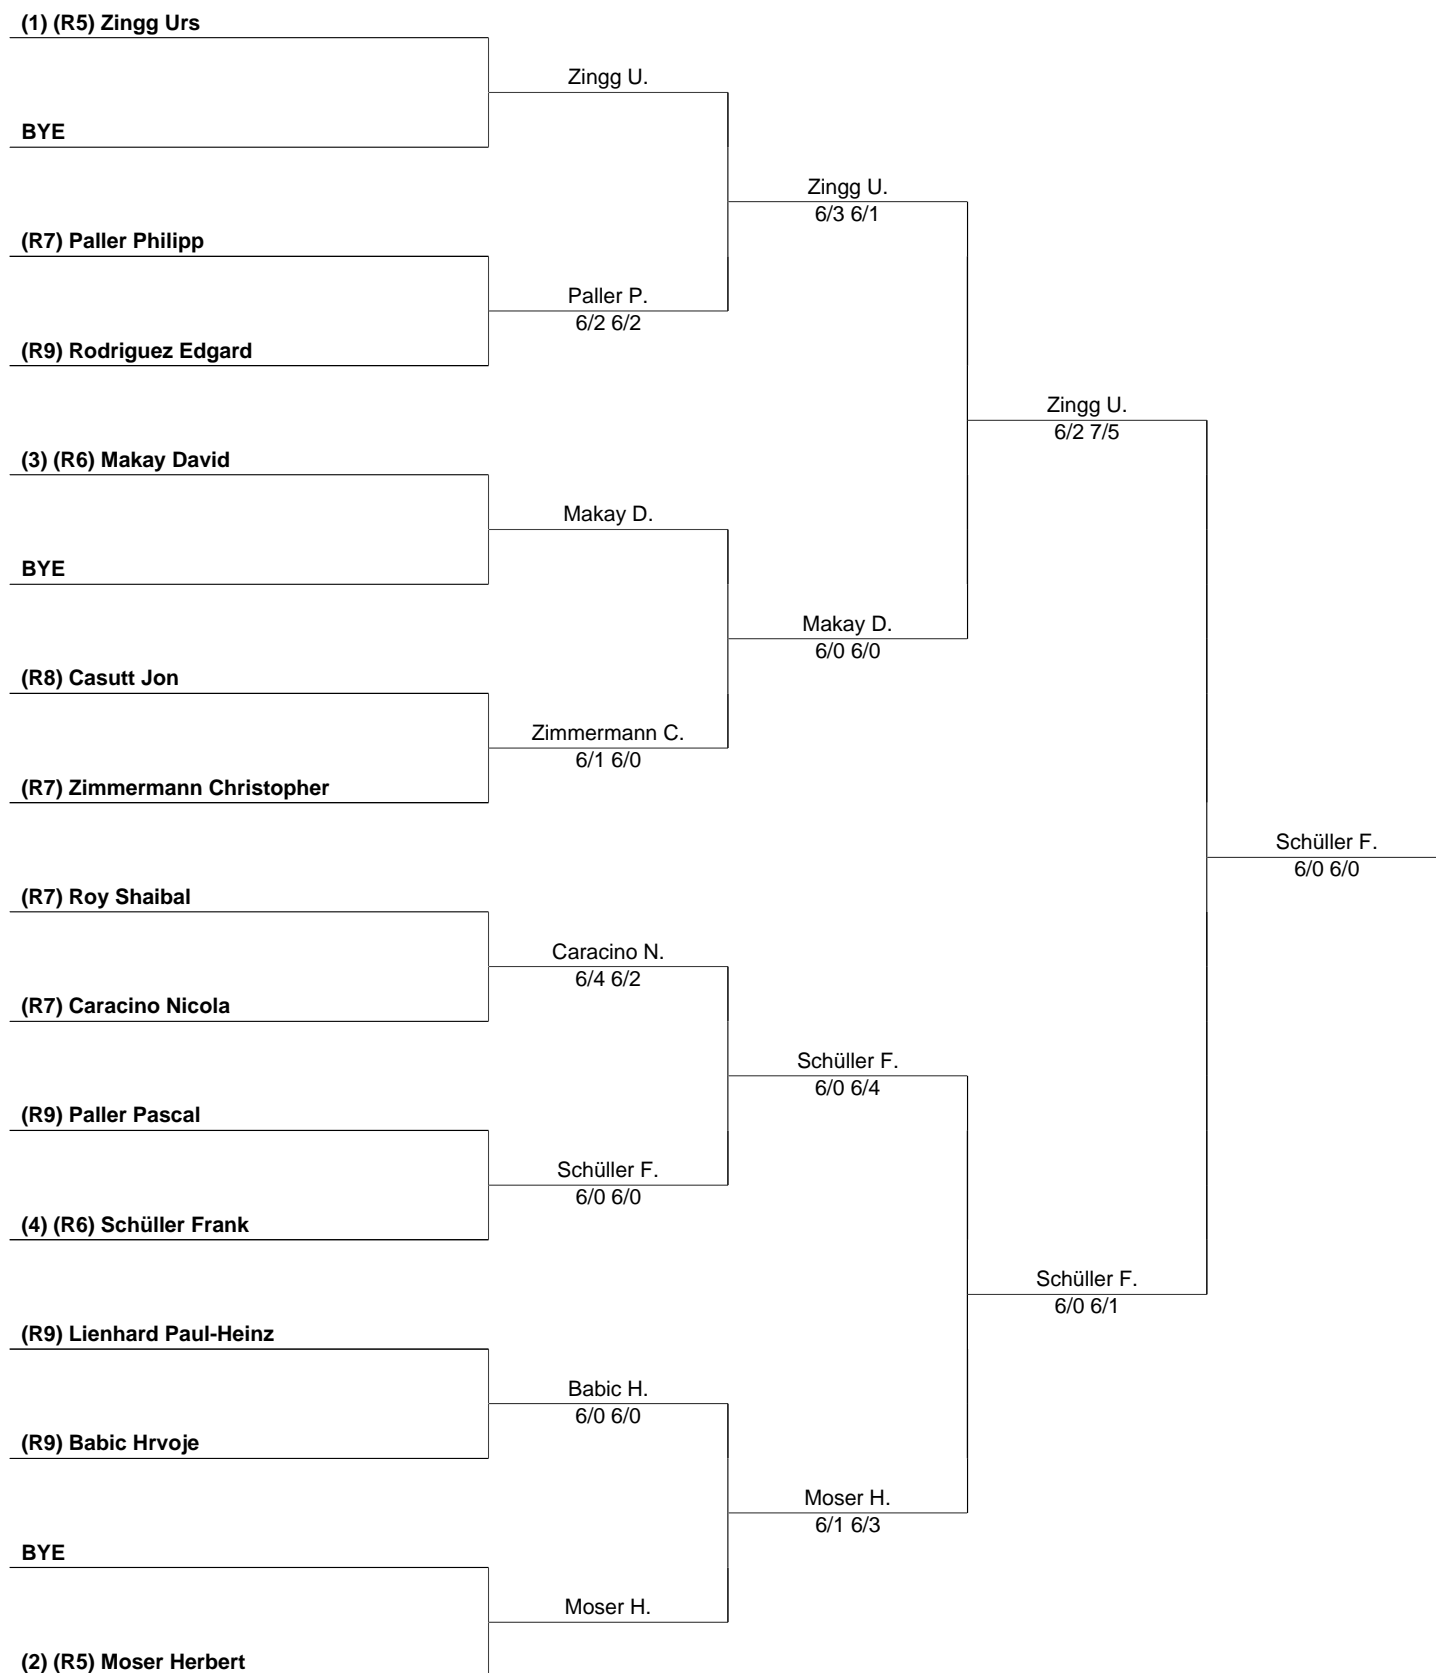 (1) (R5) Zingg Urs
Zingg U.
BYE
Zingg U.
6/3 6/1
(R7) Paller Philipp
Paller P.
6/2 6/2
(R9) Rodriguez Edgard
Zingg U.
6/2 7/5
(3) (R6) Makay David
Makay D.
BYE
Makay D.
6/0 6/0
(R8) Casutt Jon
Zimmermann C.
6/1 6/0
(R7) Zimmermann Christopher
Schüller F.
6/0 6/0
(R7) Roy Shaibal
Caracino N.
6/4 6/2
(R7) Caracino Nicola
Schüller F.
6/0 6/4
(R9) Paller Pascal
Schüller F.
6/0 6/0
(4) (R6) Schüller Frank
Schüller F.
6/0 6/1
(R9) Lienhard Paul-Heinz
Babic H.
6/0 6/0
(R9) Babic Hrvoje
Moser H.
6/1 6/3
BYE
Moser H.
(2) (R5) Moser Herbert